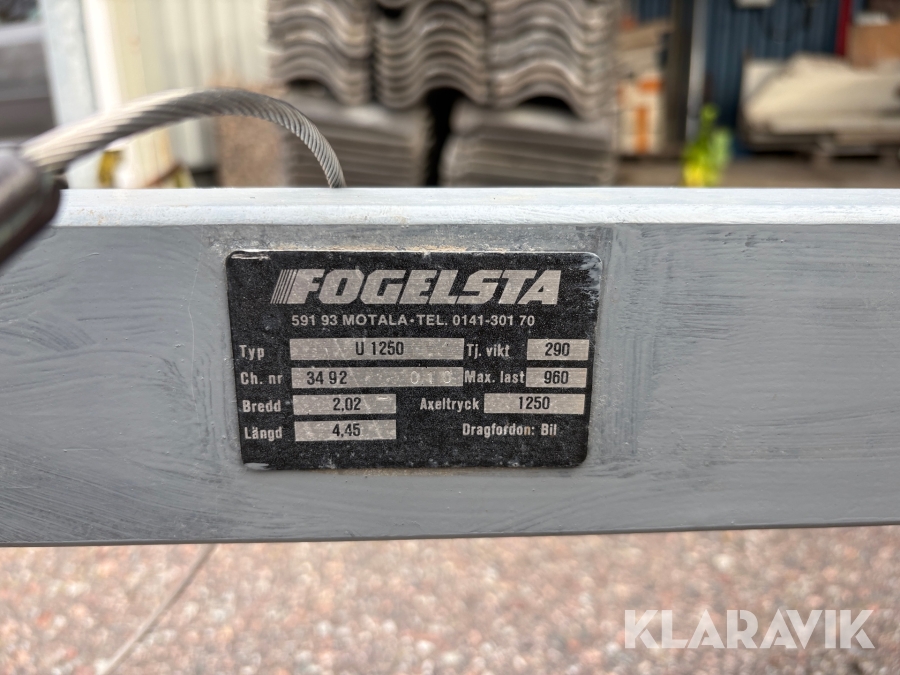 FOGELSTA
591 93 MOTALA • TEL. 0141-301 70
Typ U 1250 Tj. vikt 290
Ch. nr 34 92 Max. last 960
Bredd 2,02 Axeltryck 1250
Längd 4,45 Dragfordon: Bil
KLARAVIK